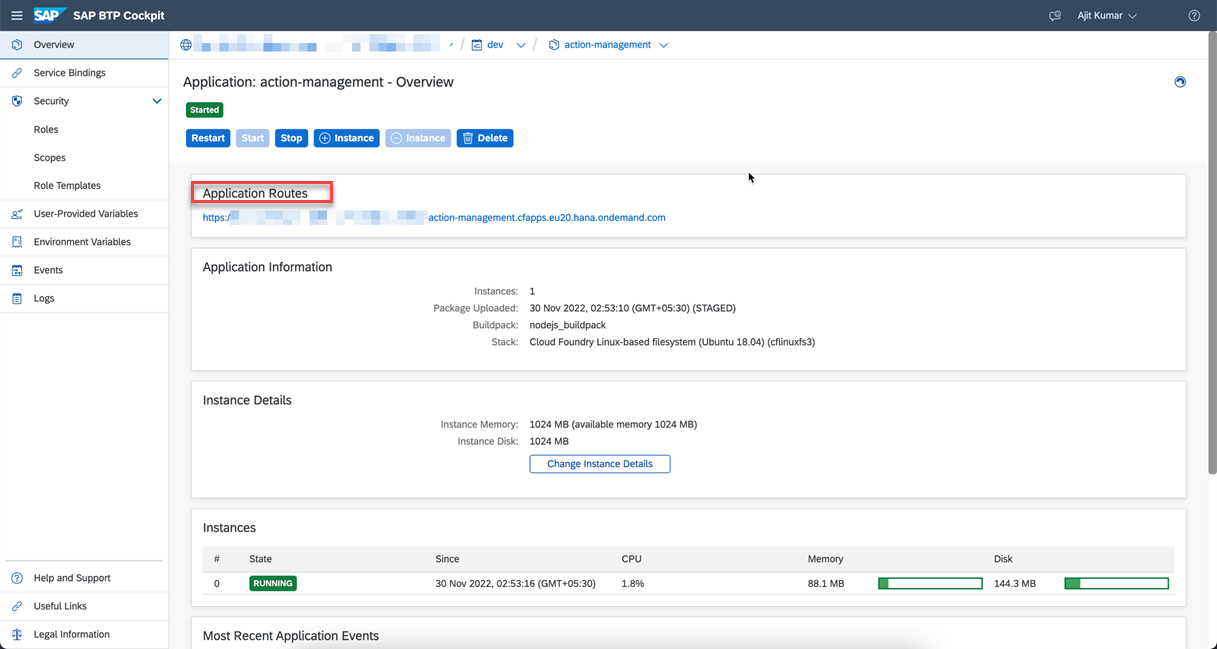 SAP SAP BTP Cockpit Ajit Kumar
Overview
Service Bindings
Security
Roles
Scopes
Role Templates
User-Provided Variables
Environment Variables
Events
Logs
Help and Support
Useful Links
Legal Information
/ dev / action-management
Application: action-management - Overview
Started
Restart Start Stop Instance Instance Delete
Application Routes
https:/ action-management.cfapps.eu20.hana.ondemand.com
Application Information
Instances: 1
Package Uploaded: 30 Nov 2022, 02:53:10 (GMT+05:30) (STAGED)
Buildpack: nodejs_buildpack
Stack: Cloud Foundry Linux-based filesystem (Ubuntu 18.04) (cflinuxfs3)
Instance Details
Instance Memory: 1024 MB (available memory 1024 MB)
Instance Disk: 1024 MB
Change Instance Details
Instances
# State Since CPU Memory Disk
0 RUNNING 30 Nov 2022, 02:53:16 (GMT+05:30) 1.8% 88.1 MB 144.3 MB
Most Recent Application Events